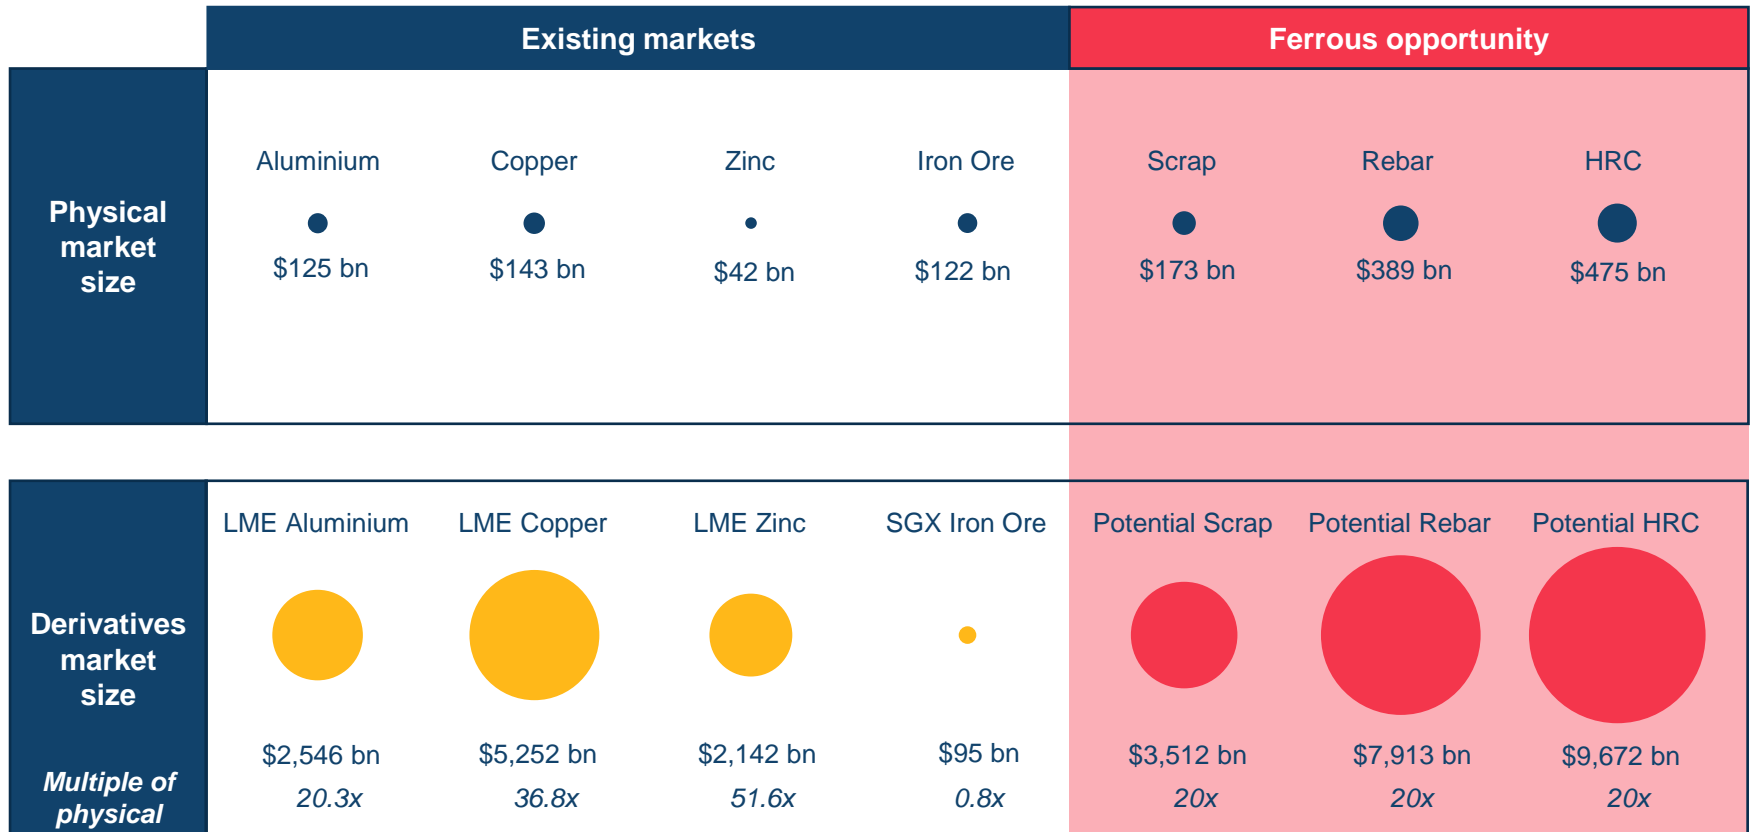 Existing markets
Ferrous opportunity
Physical
market
size
Aluminium
Copper
Zinc
Iron Ore
Scrap
Rebar
HRC
$125 bn
$143 bn
$42 bn
$122 bn
$173 bn
$389 bn
$475 bn
Derivatives
market
size
Multiple of
physical
LME Aluminium
LME Copper
LME Zinc
SGX Iron Ore
Potential Scrap
Potential Rebar
Potential HRC
$2,546 bn
$5,252 bn
$2,142 bn
$95 bn
$3,512 bn
$7,913 bn
$9,672 bn
20.3x
36.8x
51.6x
0.8x
20x
20x
20x